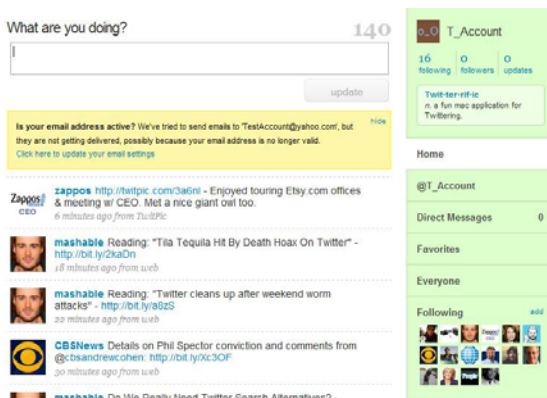 What are you doing?
140
update
Is your email address active? We've tried to send emails to 'TestAccount@yahoo.com', but
they are not getting delivered, possibly because your email address is no longer valid.
Click here to update your email settings
hide
Zappos
CEO
zappos http://twitpic.com/3a6nl - Enjoyed touring Etsy.com offices
& meeting w/ CEO. Met a nice giant owl too.
6 minutes ago from TwitPic
mashable Reading: "Tila Tequila Hit By Death Hoax On Twitter" -
http://bit.ly/2kaDn
18 minutes ago from web
mashable Reading: "Twitter cleans up after weekend worm
attacks" - http://bit.ly/a8zS
22 minutes ago from web
CBSNews Details on Phil Spector conviction and comments from
@cbsandrewcohen: http://bit.ly/Xc3OF
30 minutes ago from web
mashable Do We Really Need Twitter Search Alternatives? -
o_O
T_Account
16
following
0
followers
0
updates
Twit·ter·rif·ic
n. a fun mac application for
Twittering.
Home
@T_Account
Direct Messages 0
Favorites
Everyone
Following add
Zappos
CEO
People